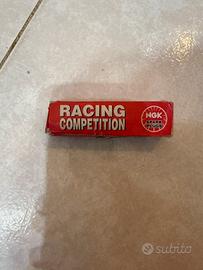 RACING
COMPETITION
NGK
subito